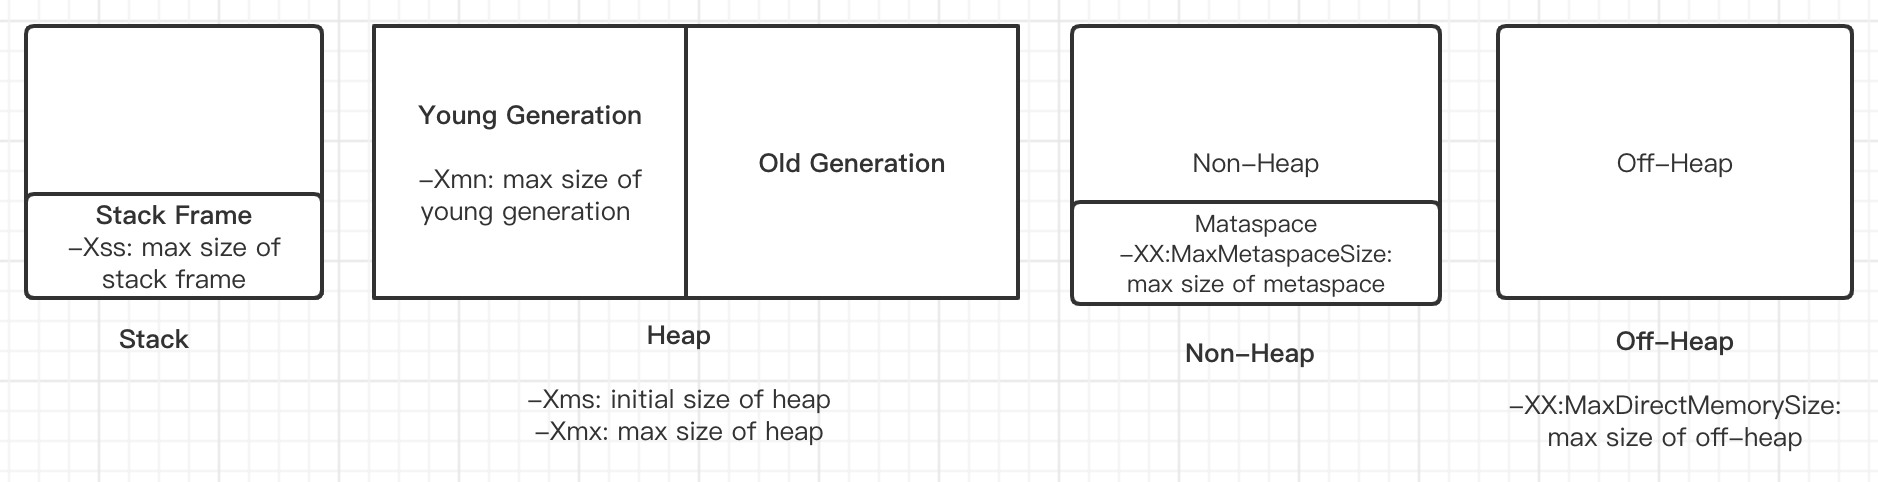 Stack Frame
–Xss: max size of
stack frame
Stack
Young Generation
–Xmn: max size of
young generation
Old Generation
Heap
–Xms: initial size of heap
–Xmx: max size of heap
Non–Heap
Mataspace
–XX:MaxMetaspaceSize:
max size of metaspace
Non–Heap
Off–Heap
Off–Heap
–XX:MaxDirectMemorySize:
max size of off–heap